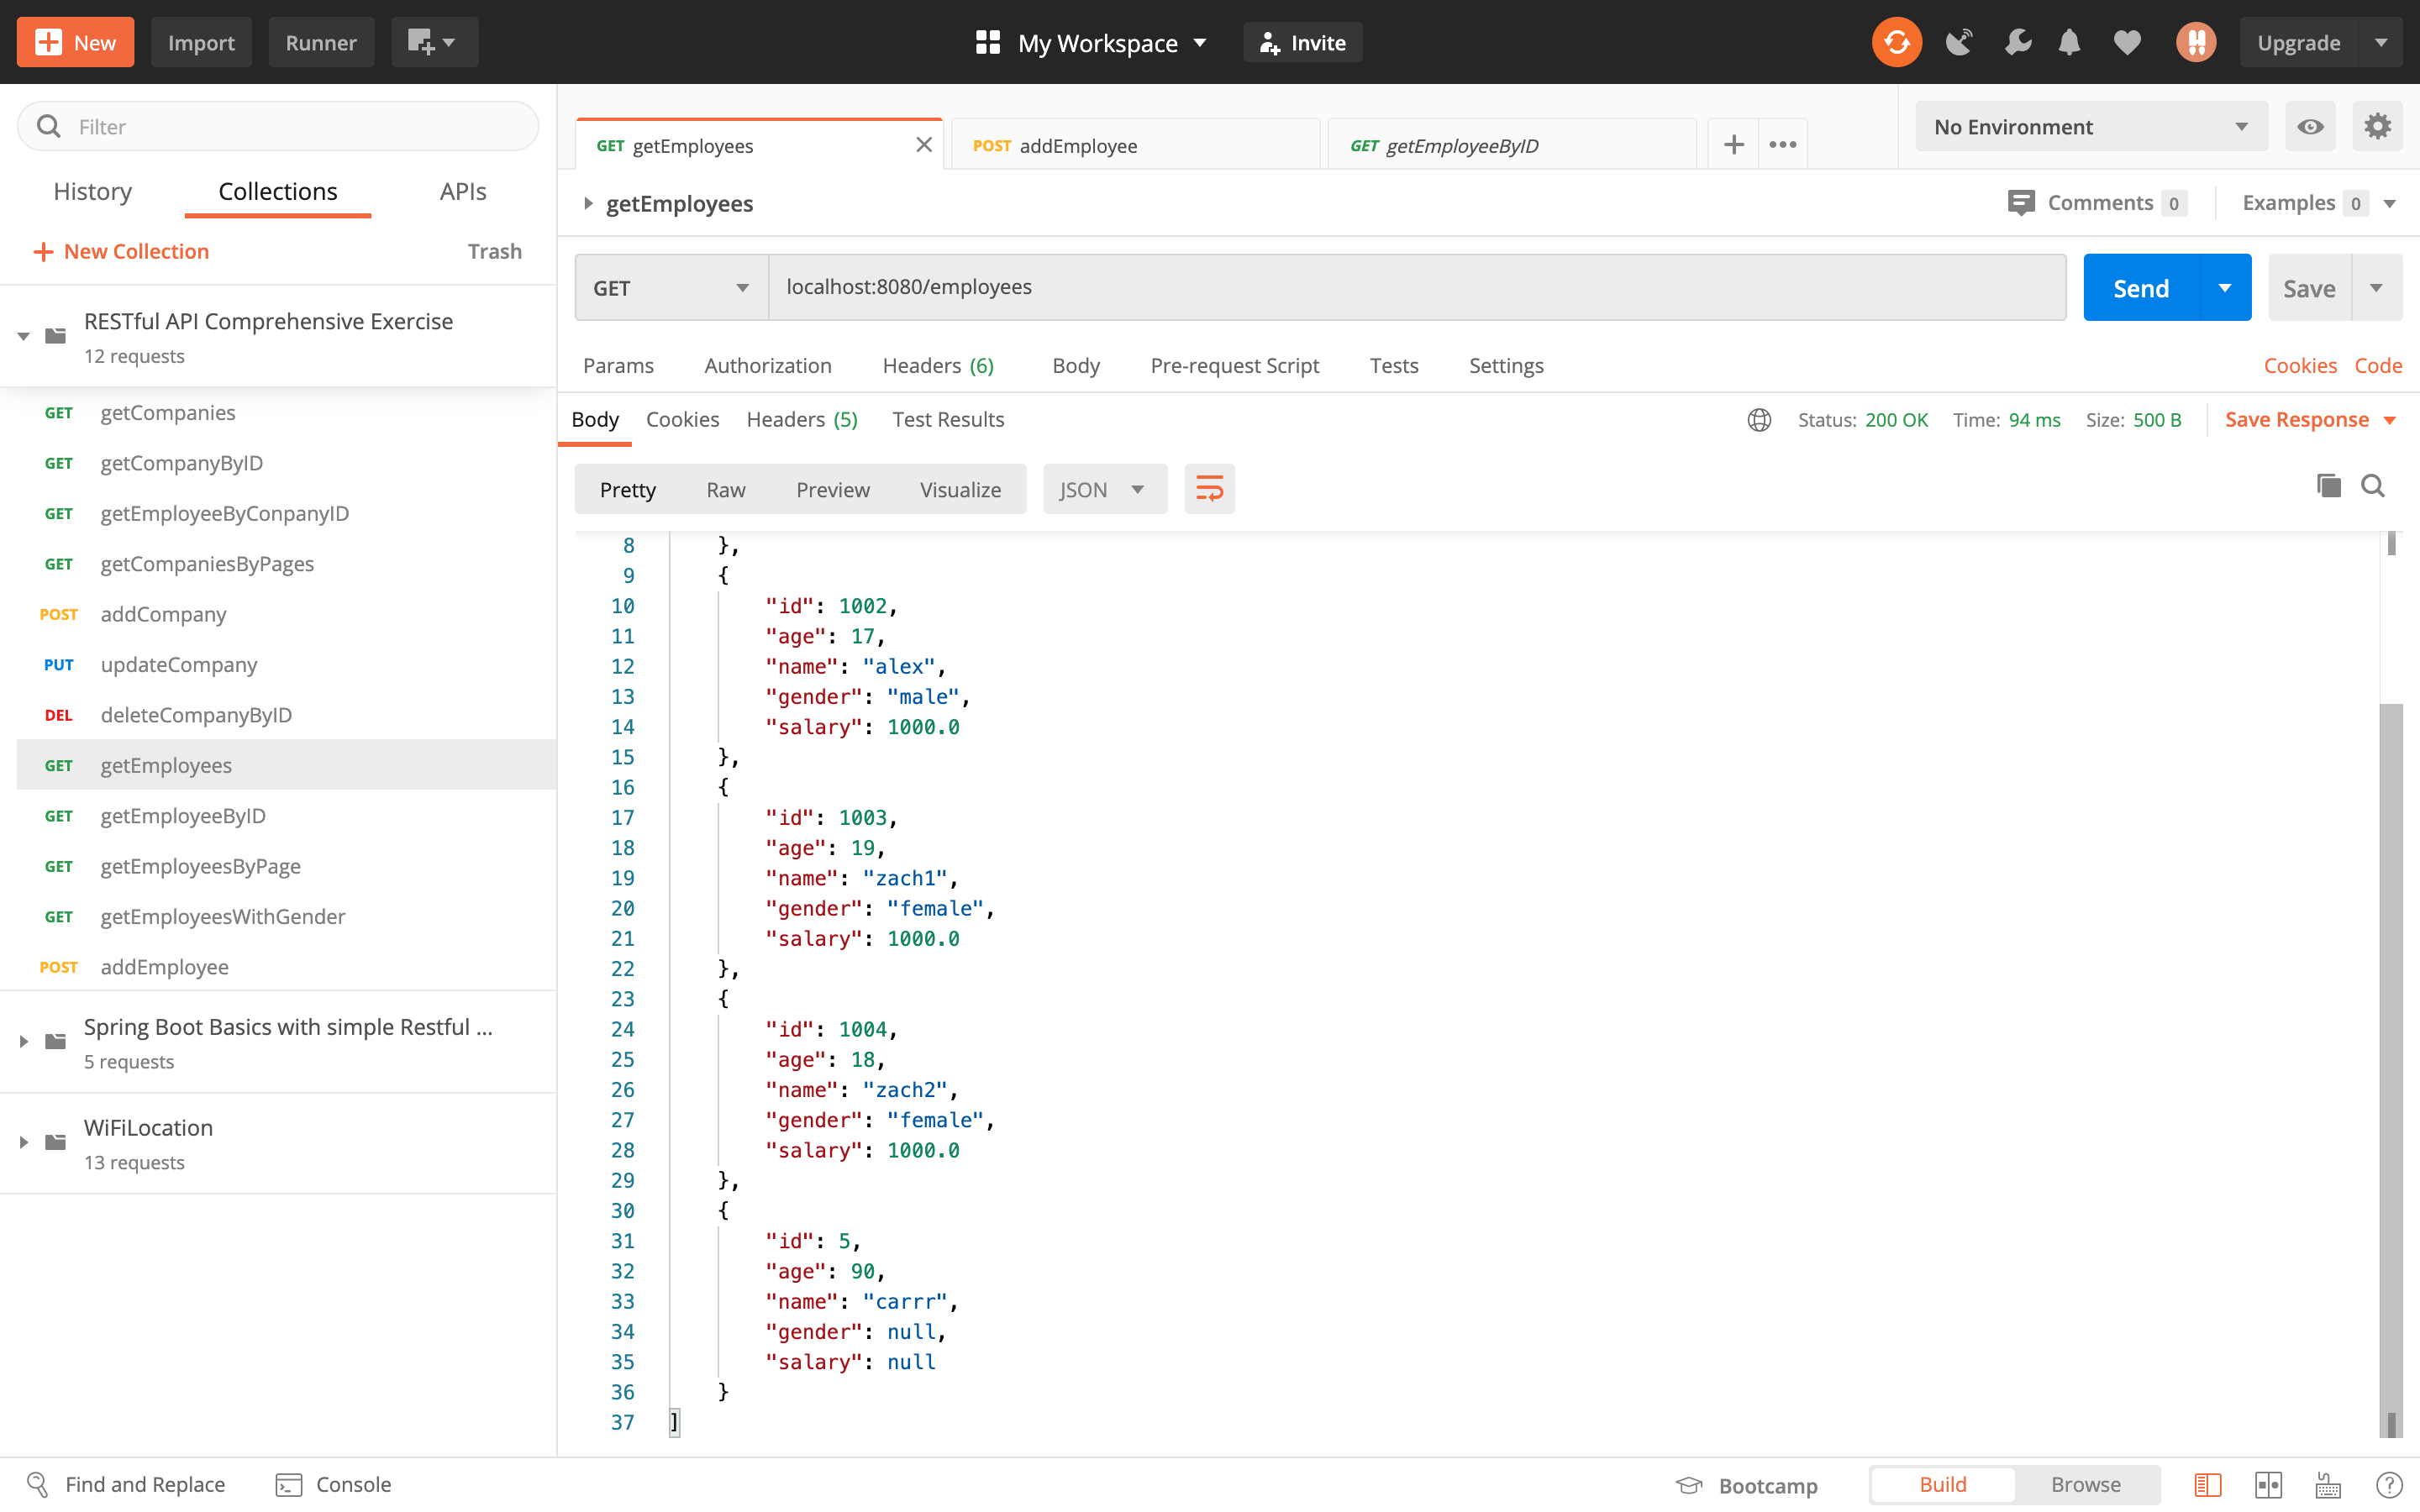 New Import Runner My Workspace Invite Upgrade
Filter
History Collections APIs
New Collection Trash
RESTful API Comprehensive Exercise
12 requests
GET getCompanies
GET getCompanyByID
GET getEmployeeByConpanyID
GET getCompaniesByPages
POST addCompany
PUT updateCompany
DEL deleteCompanyByID
GET getEmployees
GET getEmployeeByID
GET getEmployeesByPage
GET getEmployeesWithGender
POST addEmployee
Spring Boot Basics with simple Restful ...
5 requests
WiFiLocation
13 requests
GET getEmployees POST addEmployee GET getEmployeeByID No Environment
getEmployees Comments 0 Examples 0
GET localhost:8080/employees Send Save
Params Authorization Headers (6) Body Pre-request Script Tests Settings Cookies Code
Body Cookies Headers (5) Test Results Status: 200 OK Time: 94 ms Size: 500 B Save Response
Pretty Raw Preview Visualize JSON
8 },
9 {
10 "id": 1002,
11 "age": 17,
12 "name": "alex",
13 "gender": "male",
14 "salary": 1000.0
15 },
16 {
17 "id": 1003,
18 "age": 19,
19 "name": "zach1",
20 "gender": "female",
21 "salary": 1000.0
22 },
23 {
24 "id": 1004,
25 "age": 18,
26 "name": "zach2",
27 "gender": "female",
28 "salary": 1000.0
29 },
30 {
31 "id": 5,
32 "age": 90,
33 "name": "carrr",
34 "gender": null,
35 "salary": null
36 }
37 ]
Find and Replace Console Bootcamp Build Browse